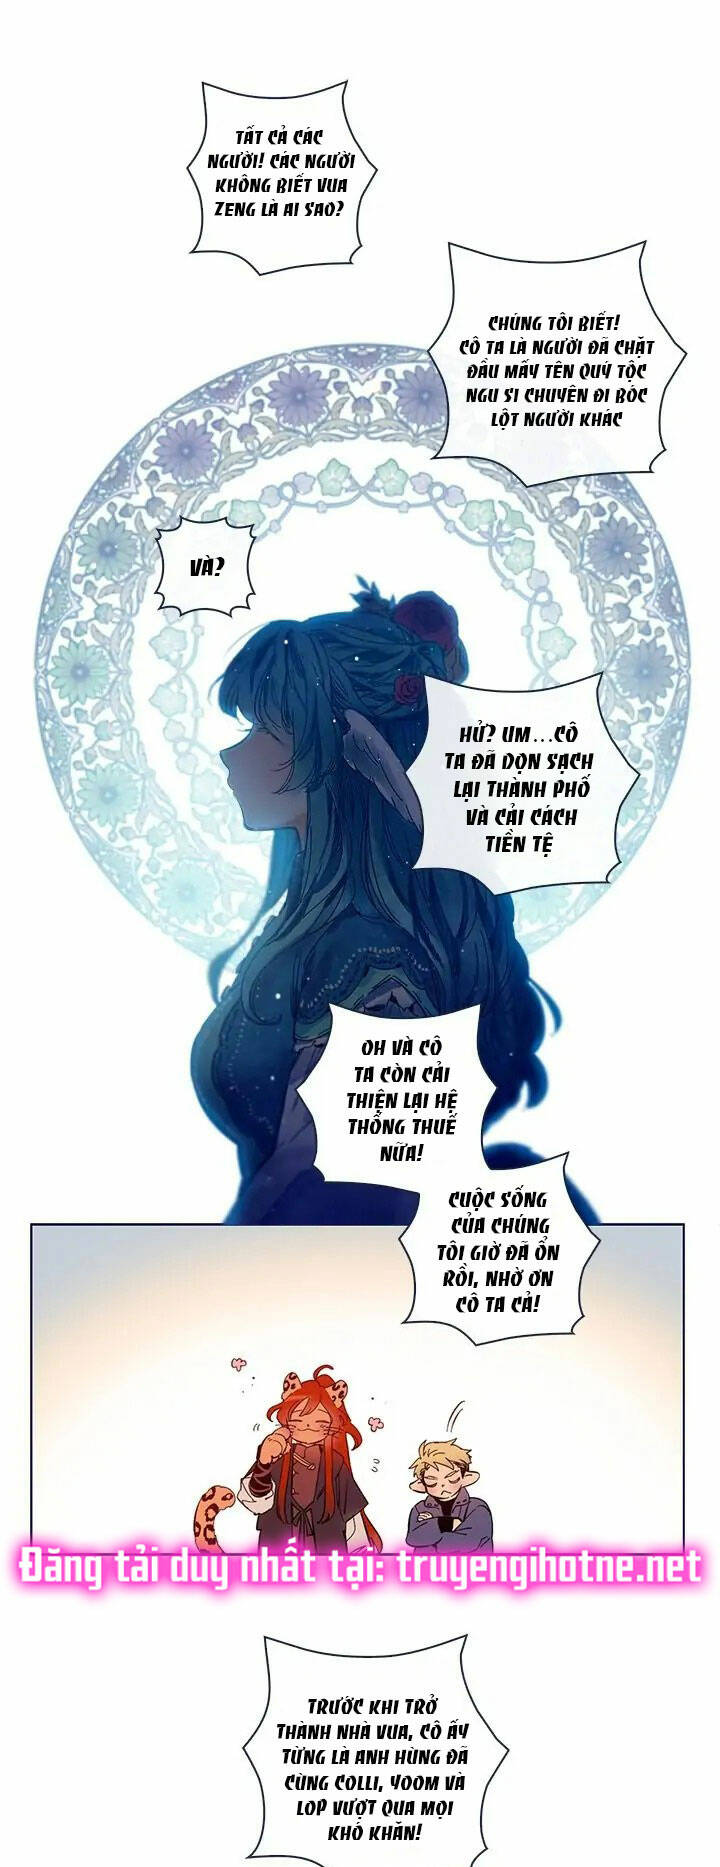 TẤT CẢ CÁC
NGƯỜI! CÁC NGƯỜI
KHÔNG BIẾT VUA
ZENG LÀ AI SAO?
CHÚNG TÔI BIẾT!
CÔ TA LÀ NGƯỜI ĐÃ CHẶT
ĐẦU MẤY TÊN QUÝ TỘC
NGU SI CHUYÊN ĐI BÓC
LỘT NGƯỜI KHÁC
VÀ?
HỬ? UM...CÔ
TA ĐÃ DỌN SẠCH
LẠI THÀNH PHỐ
VÀ CẢI CÁCH
TIỀN TỆ
OH VÀ CÔ
TA CÒN CẢI
THIỆN LẠI HỆ
THỐNG THUẾ
NỮA!
CUỘC SỐNG
CỦA CHÚNG
TÔI GIỜ ĐÃ ỔN
RỒI, NHỜ ƠN
CÔ TA CẢ!
Đăng tải duy nhất tại: truyengihotne.net
TRƯỚC KHI TRỞ
THÀNH NHÀ VUA, CÔ ẤY
TỪNG LÀ ANH HÙNG ĐÃ
CÙNG COLLI, YOOM VÀ
LOP VƯỢT QUA MỌI
KHÓ KHĂN!